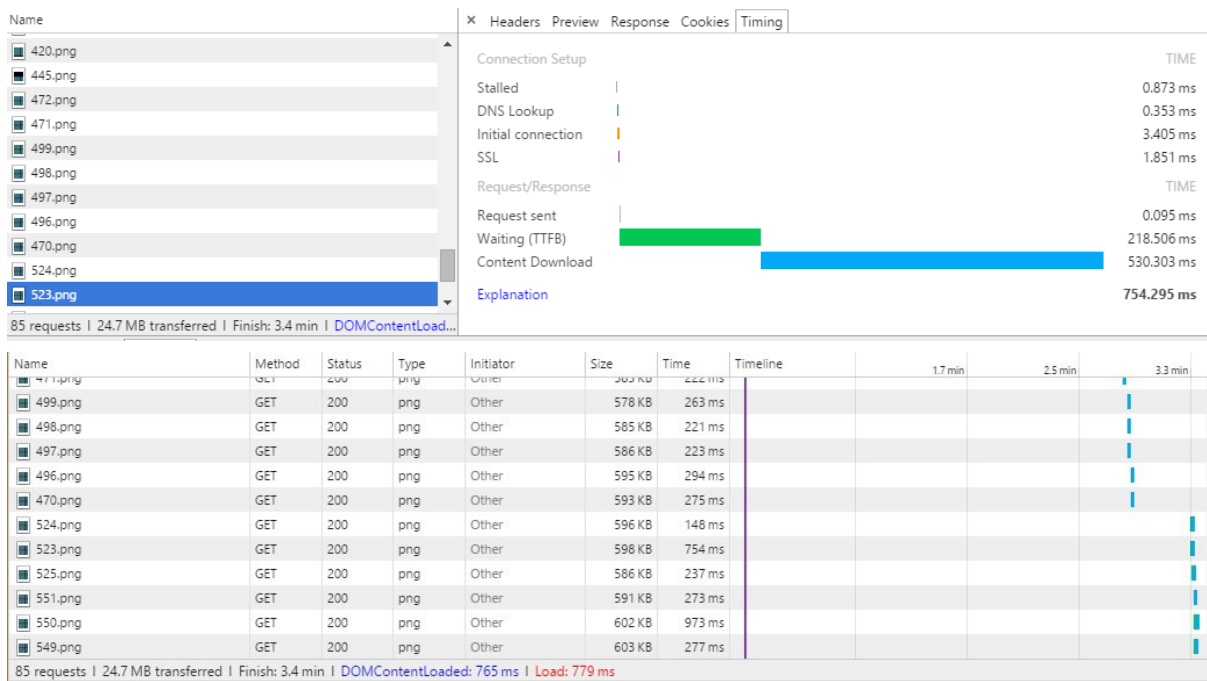 Name
× Headers Preview Response Cookies Timing
420.png
445.png
472.png
471.png
499.png
498.png
497.png
496.png
470.png
524.png
523.png
85 requests | 24.7 MB transferred | Finish: 3.4 min | DOMContentLoad...
Connection Setup TIME
Stalled 0.873 ms
DNS Lookup 0.353 ms
Initial connection 3.405 ms
SSL 1.851 ms
Request/Response TIME
Request sent 0.095 ms
Waiting (TTFB) 218.506 ms
Content Download 530.303 ms
Explanation 754.295 ms
Name Method Status Type Initiator Size Time Timeline 1.7 min 2.5 min 3.3 min
471.png GET 200 png Other 222 ms
499.png GET 200 png Other 578 KB 263 ms
498.png GET 200 png Other 585 KB 221 ms
497.png GET 200 png Other 586 KB 223 ms
496.png GET 200 png Other 595 KB 294 ms
470.png GET 200 png Other 593 KB 275 ms
524.png GET 200 png Other 596 KB 148 ms
523.png GET 200 png Other 598 KB 754 ms
525.png GET 200 png Other 586 KB 237 ms
551.png GET 200 png Other 591 KB 273 ms
550.png GET 200 png Other 602 KB 973 ms
549.png GET 200 png Other 603 KB 277 ms
85 requests | 24.7 MB transferred | Finish: 3.4 min | DOMContentLoaded: 765 ms | Load: 779 ms